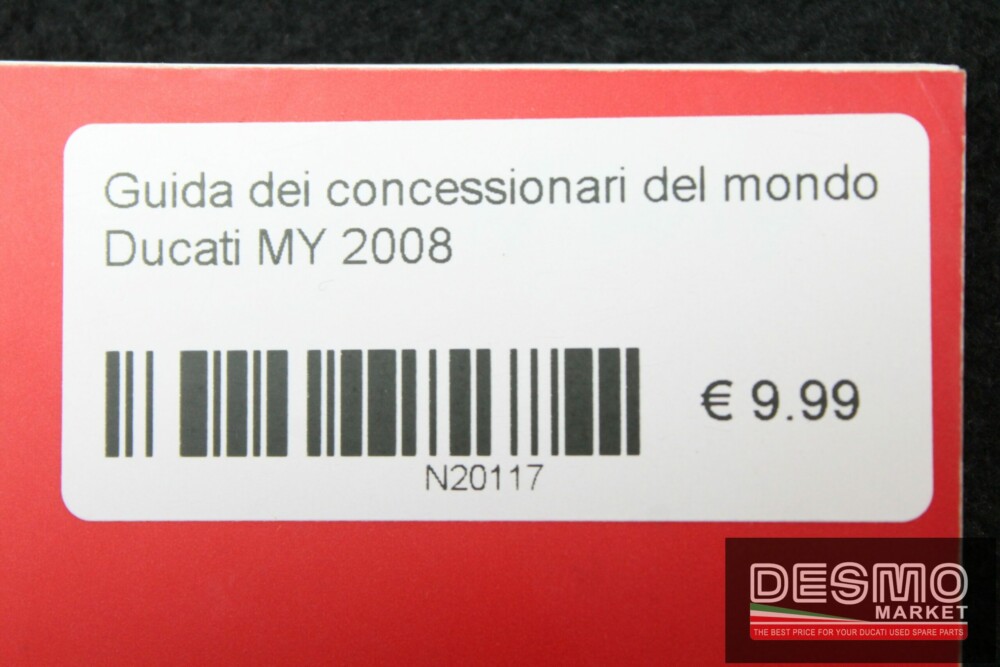 Guida dei concessionari del mondo
Ducati MY 2008
€ 9.99
N20117
DESMO
MARKET
THE BEST PRICE FOR YOUR DUCATI USED SPARE PARTS